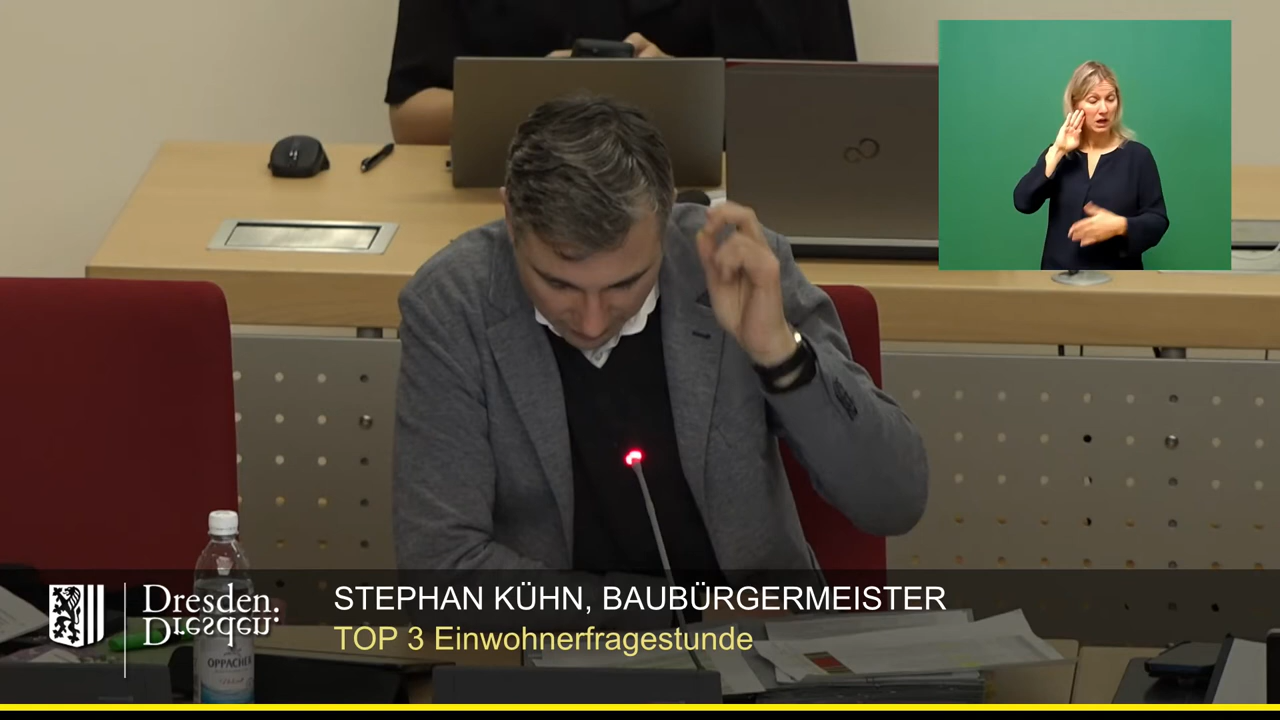 STEPHAN KÜHN, BAUBÜRGERMEISTER
TOP 3 Einwohnerfragestunde
Dresden.
Dresden.
OPPACHER